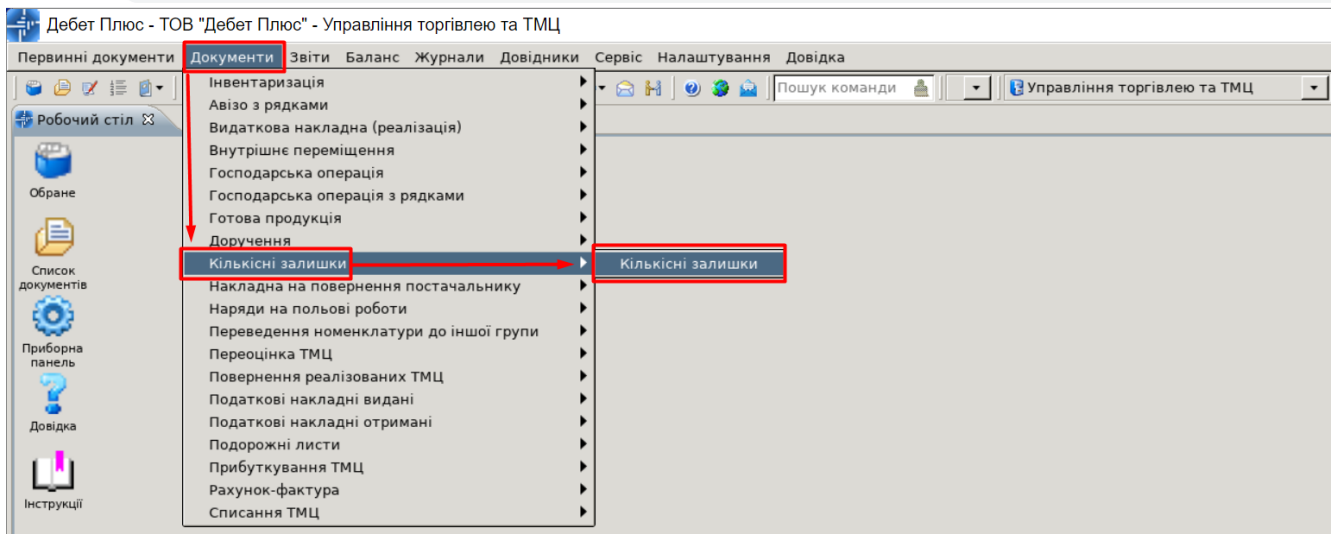 Дебет Плюс - ТОВ "Дебет Плюс" - Управління торгівлею та ТМЦ
Первинні документи Документи Звіти Баланс Журнали Довідники Сервіс Налаштування Довідка
Пошук команди Управління торгівлею та ТМЦ
Робочий стіл
Обране
Список документів
Приборна панель
Довідка
Інструкції
Інвентаризація
Авізо з рядками
Видаткова накладна (реалізація)
Внутрішнє переміщення
Господарська операція
Господарська операція з рядками
Готова продукція
Доручення
Кількісні залишки
Кількісні залишки
Накладна на повернення постачальнику
Наряди на польові роботи
Переведення номенклатури до іншої групи
Переоцінка ТМЦ
Повернення реалізованих ТМЦ
Податкові накладні видані
Податкові накладні отримані
Подорожні листи
Прибуткування ТМЦ
Рахунок-фактура
Списання ТМЦ